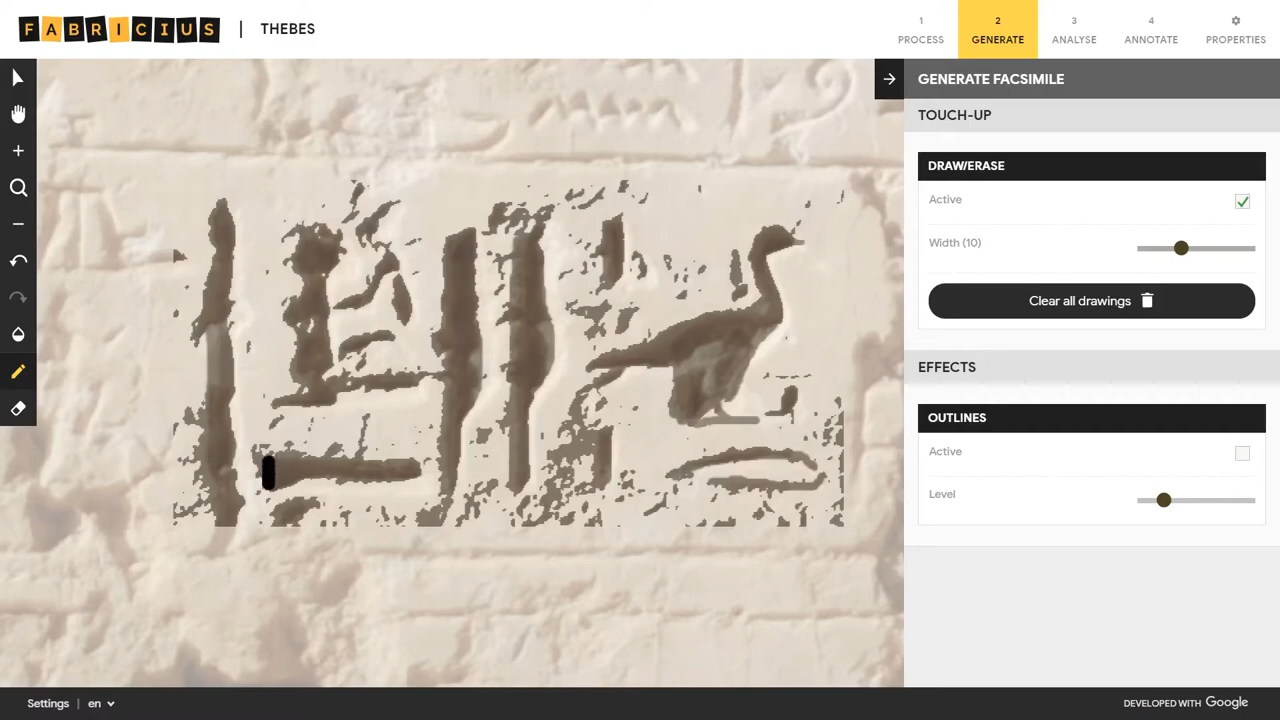 FABRICIUS | THEBES
1 PROCESS
2 GENERATE
3 ANALYSE
4 ANNOTATE
PROPERTIES
GENERATE FACSIMILE
TOUCH-UP
DRAW/ERASE
Active
Width (10)
Clear all drawings
EFFECTS
OUTLINES
Active
Level
Settings | en
DEVELOPED WITH Google